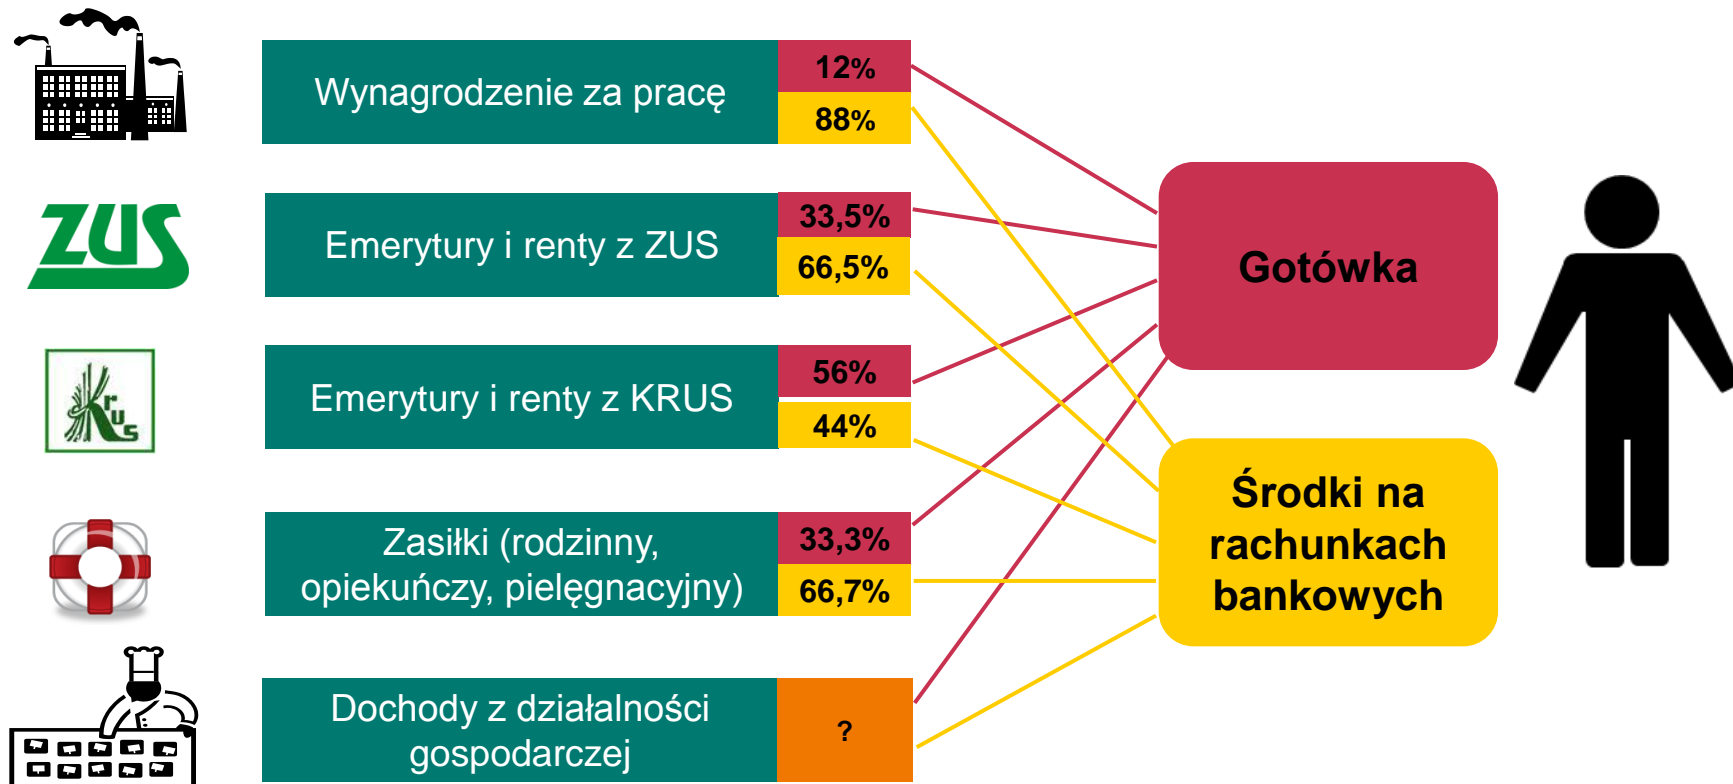 Wynagrodzenie za pracę
12%
88%
ZUS
Emerytury i renty z ZUS
33,5%
66,5%
Krus
Emerytury i renty z KRUS
56%
44%
Zasiłki (rodzinny,
opiekuńczy, pielęgnacyjny)
33,3%
66,7%
Dochody z działalności
gospodarczej
?
Gotówka
Środki na
rachunkach
bankowych